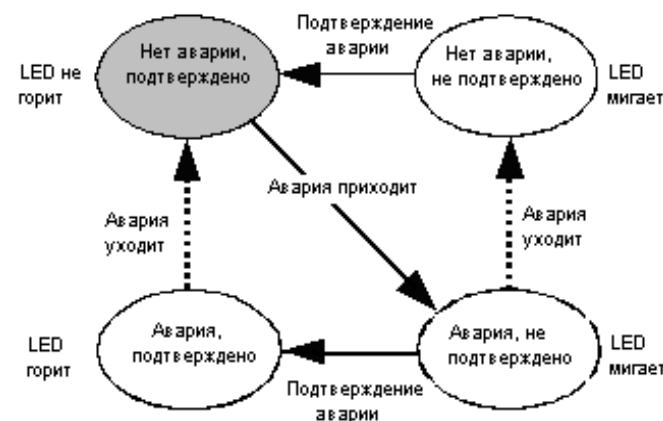 LED не
горит
Нет аварии,
подтверждено
Подтверждение
аварии
Нет аварии,
не подтверждено
LED
мигает
Авария приходит
Авария
уходит
Авария
уходит
LED
горит
Авария,
подтверждено
Подтверждение
аварии
Авария, не
подтверждено
LED
мигает